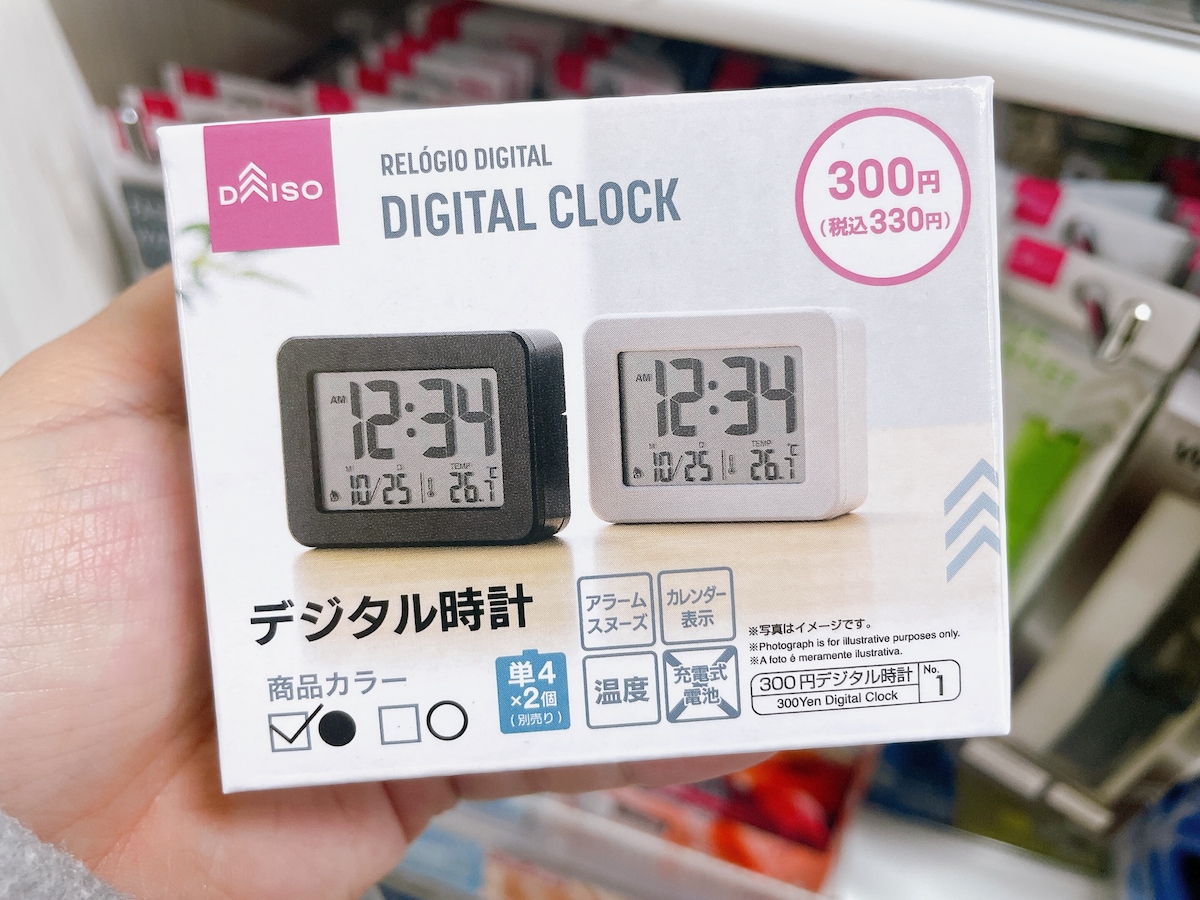 DAISO
RELÓGIO DIGITAL
DIGITAL CLOCK
300円
(税込330円)
AM 12:34
M D TEMP
10/25 26.1℃
AM 12:34
M D TEMP
10/25 26.1℃
デジタル時計
商品カラー
単4
×2個
(別売り)
アラーム
スヌーズ
カレンダー
表示
温度
充電式
電池
※写真はイメージです。
※Photograph is for illustrative purposes only.
※A foto é meramente ilustrativa.
300円デジタル時計
300Yen Digital Clock
No.
1